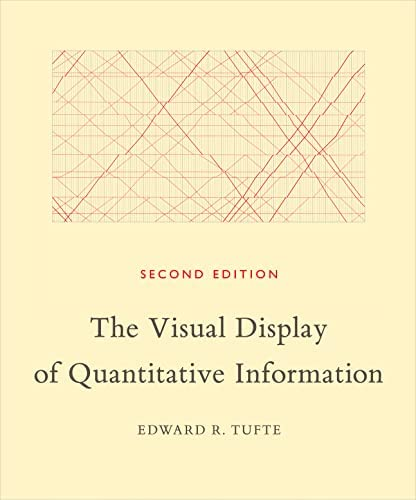 SECOND EDITION
The Visual Display
of Quantitative Information
EDWARD R. TUFTE